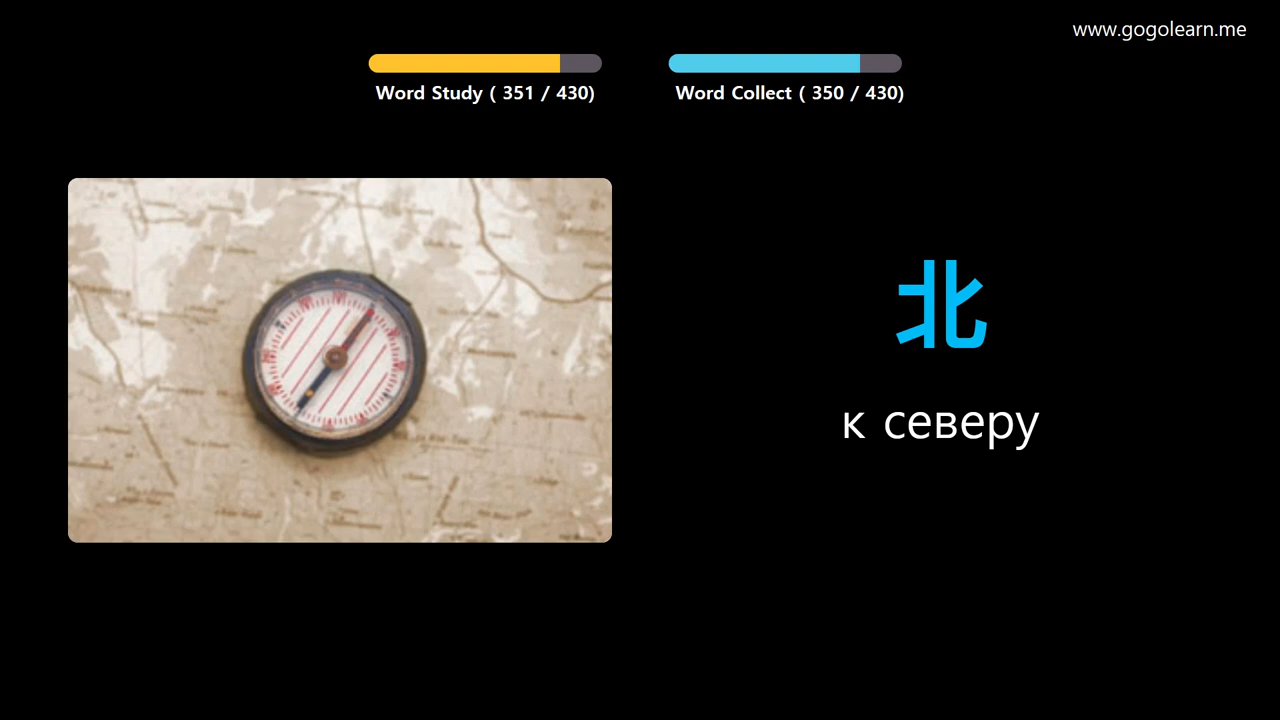 www.gogolearn.me
Word Study ( 351 / 430)
Word Collect ( 350 / 430)
北
к северу